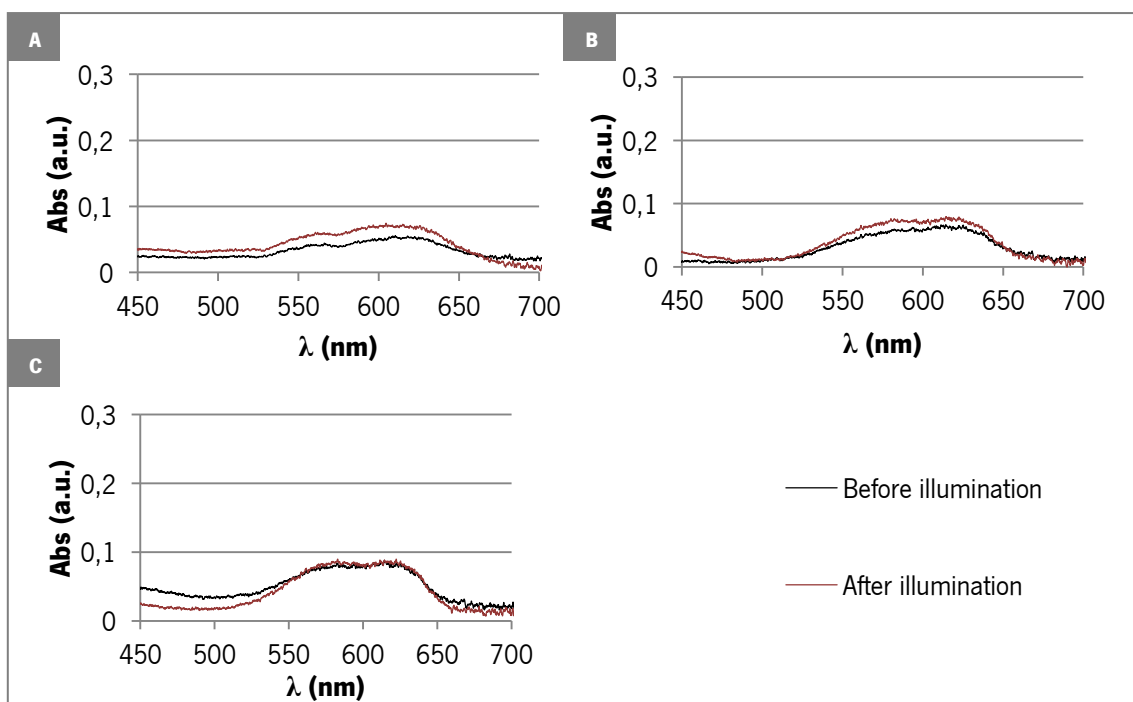 A
0,3
0,2
0,1
0
Abs (a.u.)
450 500 550 600 650 700
λ (nm)
B
0,3
0,2
0,1
0
Abs (a.u.)
450 500 550 600 650 700
λ (nm)
C
0,3
0,2
0,1
0
Abs (a.u.)
450 500 550 600 650 700
λ (nm)
Before illumination
After illumination